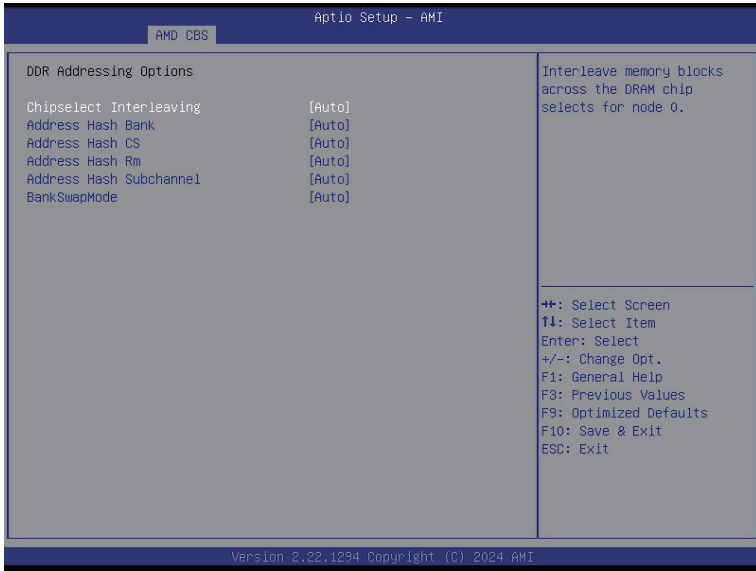 Aptio Setup – AMI
AMD CBS
DDR Addressing Options
Chipselect Interleaving [Auto]
Address Hash Bank [Auto]
Address Hash CS [Auto]
Address Hash Rm [Auto]
Address Hash Subchannel [Auto]
BankSwapMode [Auto]
Interleave memory blocks
across the DRAM chip
selects for node 0.
→←: Select Screen
↑↓: Select Item
Enter: Select
+/-: Change Opt.
F1: General Help
F3: Previous Values
F9: Optimized Defaults
F10: Save & Exit
ESC: Exit
Version 2.22.1294 Copyright (C) 2024 AMI